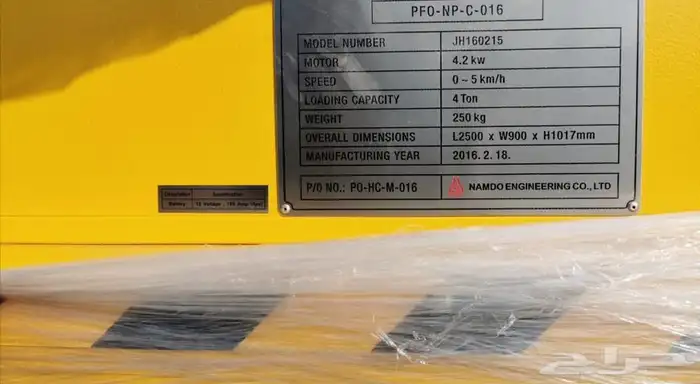 PFO-NP-C-016
MODEL NUMBER JH160215
MOTOR 4.2 kw
SPEED 0 ~ 5 km/h
LOADING CAPACITY 4 Ton
WEIGHT 250 kg
OVERALL DIMENSIONS L2500 x W900 x H1017mm
MANUFACTURING YEAR 2016. 2. 18.
P/O NO.: PO-HC-M-016 NAMDO ENGINEERING CO., LTD
Battery
حراج